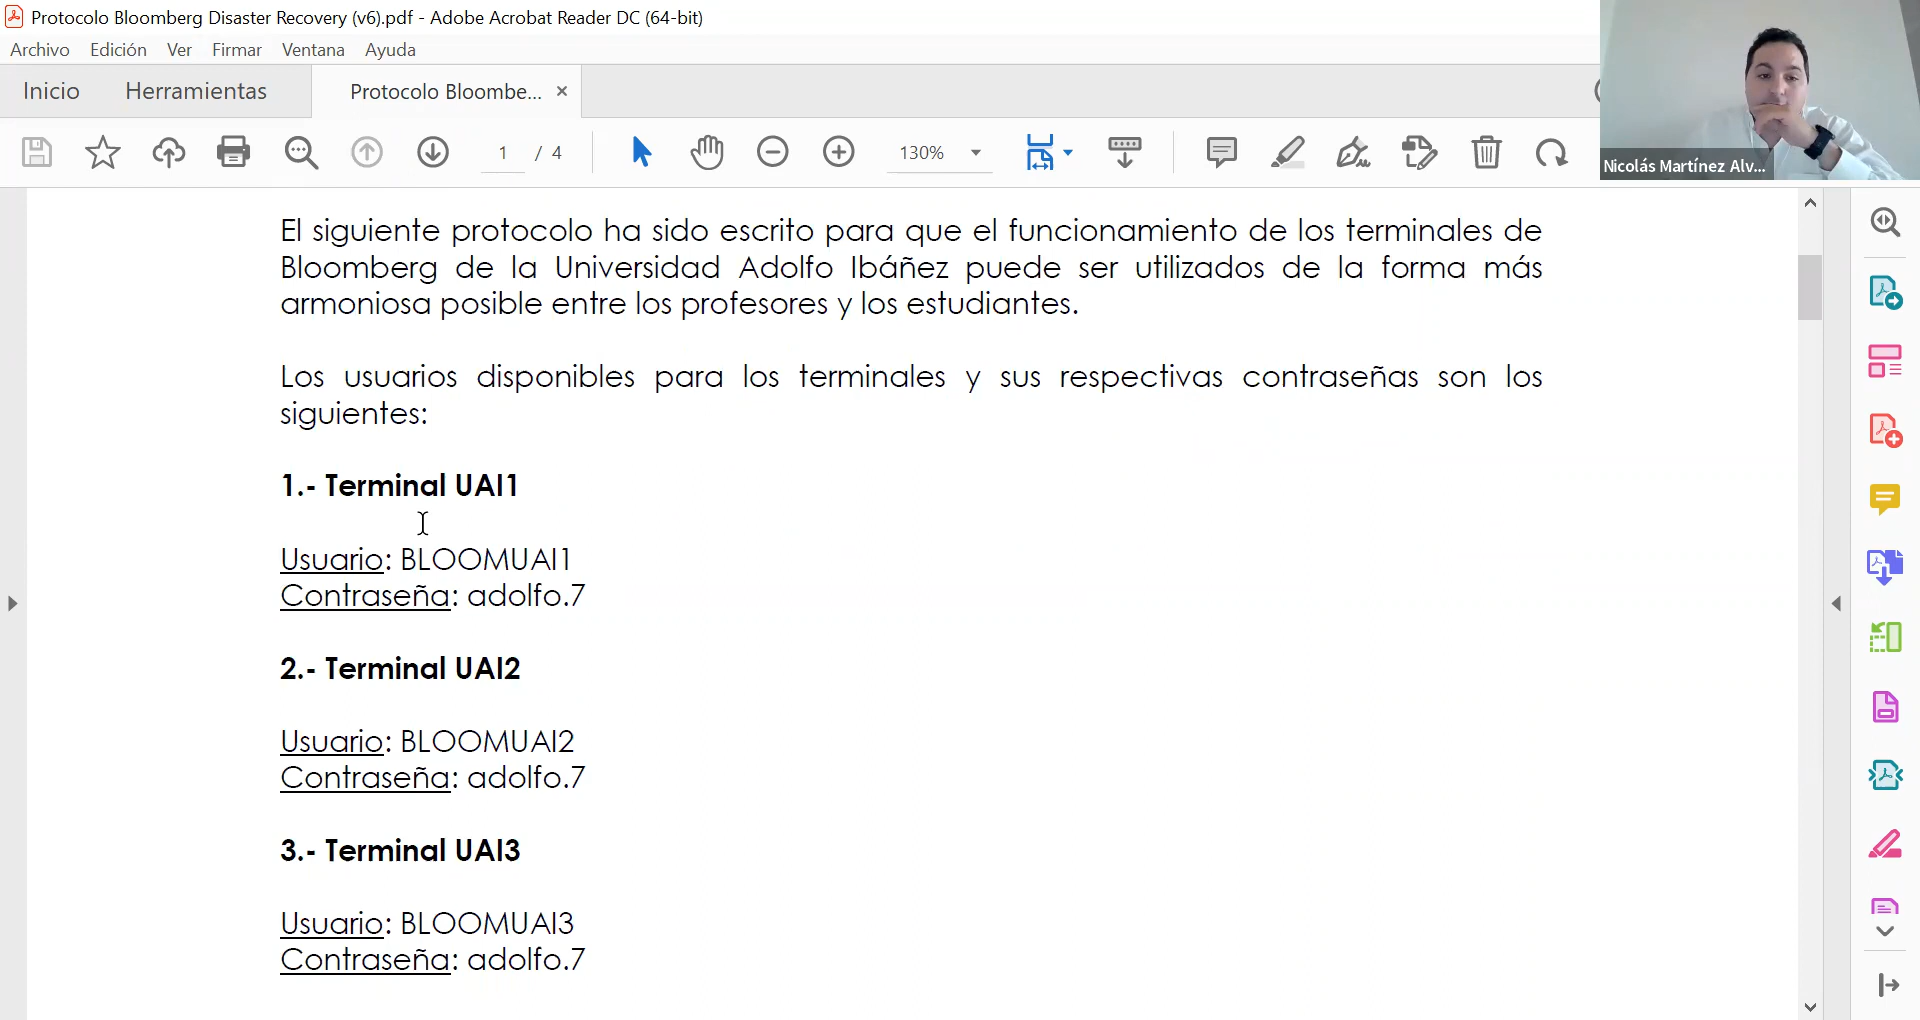 Protocolo Bloomberg Disaster Recovery (v6).pdf - Adobe Acrobat Reader DC (64-bit)
Archivo Edición Ver Firmar Ventana Ayuda
Inicio Herramientas Protocolo Bloombe... ×
1 / 4 130%
Nicolás Martínez Alv...
El siguiente protocolo ha sido escrito para que el funcionamiento de los terminales de
Bloomberg de la Universidad Adolfo Ibáñez puede ser utilizados de la forma más
armoniosa posible entre los profesores y los estudiantes.
Los usuarios disponibles para los terminales y sus respectivas contraseñas son los
siguientes:
1.- Terminal UAI1
Usuario: BLOOMUAI1
Contraseña: adolfo.7
2.- Terminal UAI2
Usuario: BLOOMUAI2
Contraseña: adolfo.7
3.- Terminal UAI3
Usuario: BLOOMUAI3
Contraseña: adolfo.7